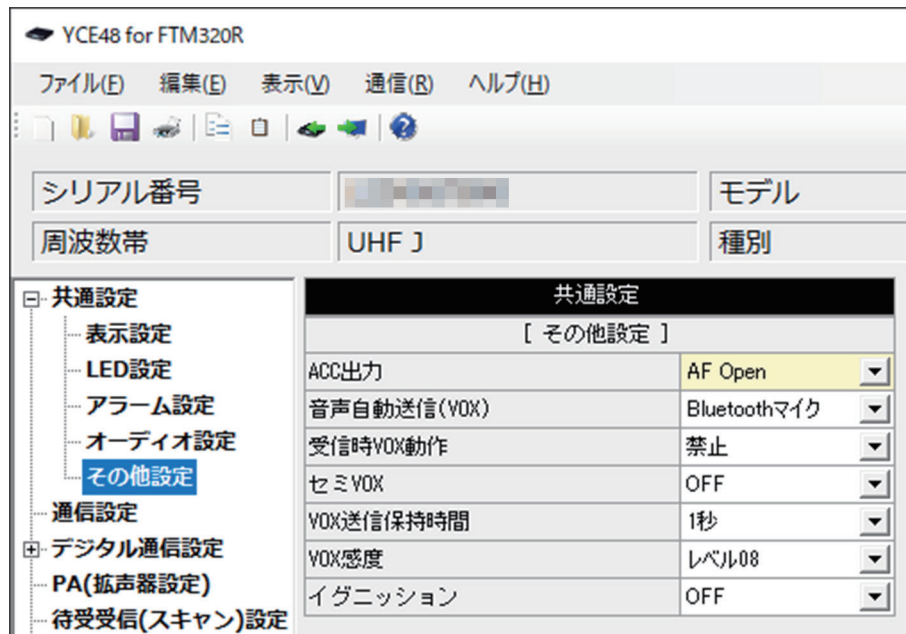 YCE48 for FTM320R
ファイル(F) 編集(E) 表示(V) 通信(R) ヘルプ(H)
シリアル番号 モデル
周波数帯 UHF J 種別
共通設定
表示設定
LED設定
アラーム設定
オーディオ設定
その他設定
通信設定
デジタル通信設定
PA(拡声器設定)
待受受信(スキャン)設定
共通設定
[ その他設定 ]
ACC出力 AF Open
音声自動送信(VOX) Bluetoothマイク
受信時VOX動作 禁止
セミVOX OFF
VOX送信保持時間 1秒
VOX感度 レベル08
イグニッション OFF